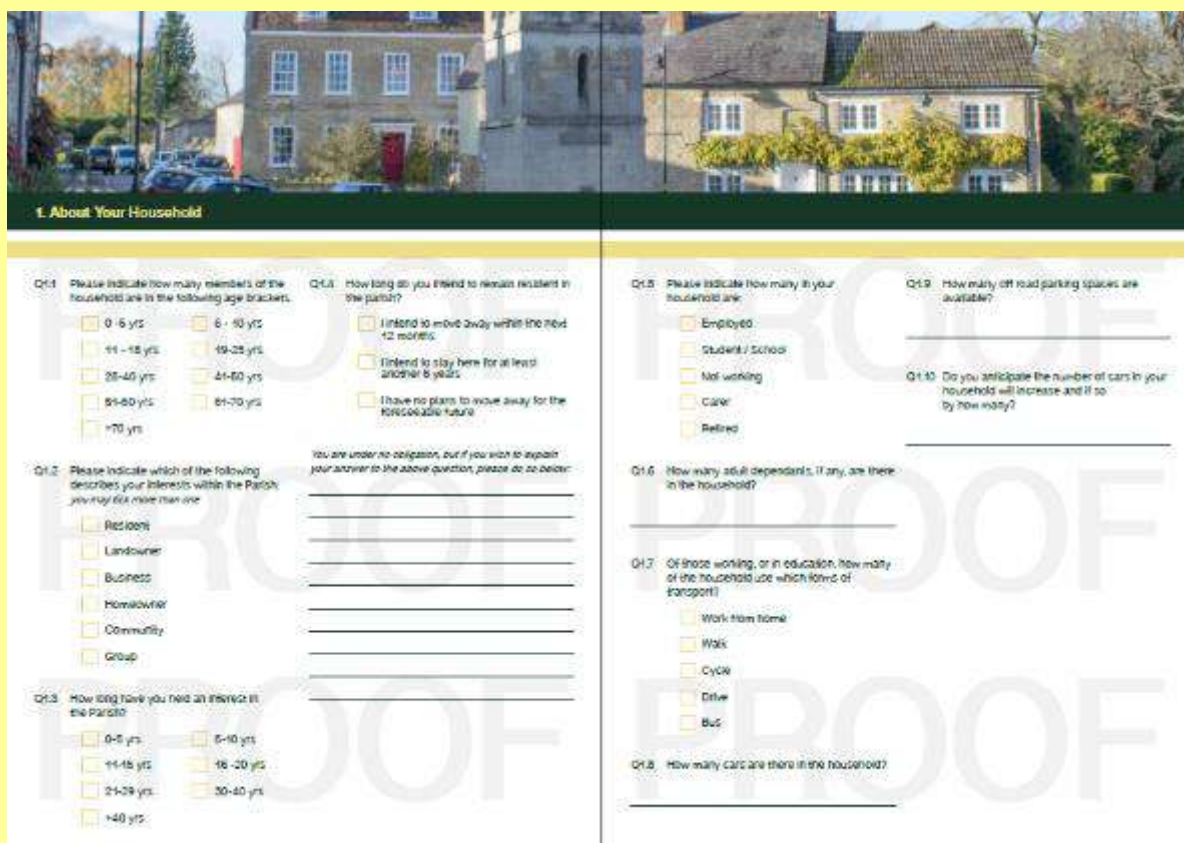 1. About Your Household
PROOF
PROOF
PROOF
PROOF
PROOF
PROOF
Q1.1 Please indicate how many members of the
household are in the following age brackets.
0 -5 yrs
6 - 10 yrs
11 - 18 yrs
19-25 yrs
26-40 yrs
41-50 yrs
51-60 yrs
61-70 yrs
+70 yrs
Q1.2 Please indicate which of the following
describes your interests within the Parish:
you may tick more than one
Resident
Landowner
Business
Homeowner
Community
Group
Q1.3 How long have you held an interest in
the Parish?
0-5 yrs
6-10 yrs
11-15 yrs
16 -20 yrs
21-29 yrs
30-40 yrs
+40 yrs
Q1.4 How long do you intend to remain resident in
the parish?
I intend to move away within the next
12 months
I intend to stay here for at least
another 5 years
I have no plans to move away for the
foreseeable future
You are under no obligation, but if you wish to explain
your answer to the above question, please do so below:
Q1.5 Please indicate how many in your
household are:
Employed
Student / School
Not working
Carer
Retired
Q1.6 How many adult dependants, if any, are there
in the household?
Q1.7 Of those working, or in education, how many
of the household use which forms of
transport?
Work from home
Walk
Cycle
Drive
Bus
Q1.8 How many cars are there in the household?
Q1.9 How many off road parking spaces are
available?
Q1.10 Do you anticipate the number of cars in your
household will increase and if so
by how many?